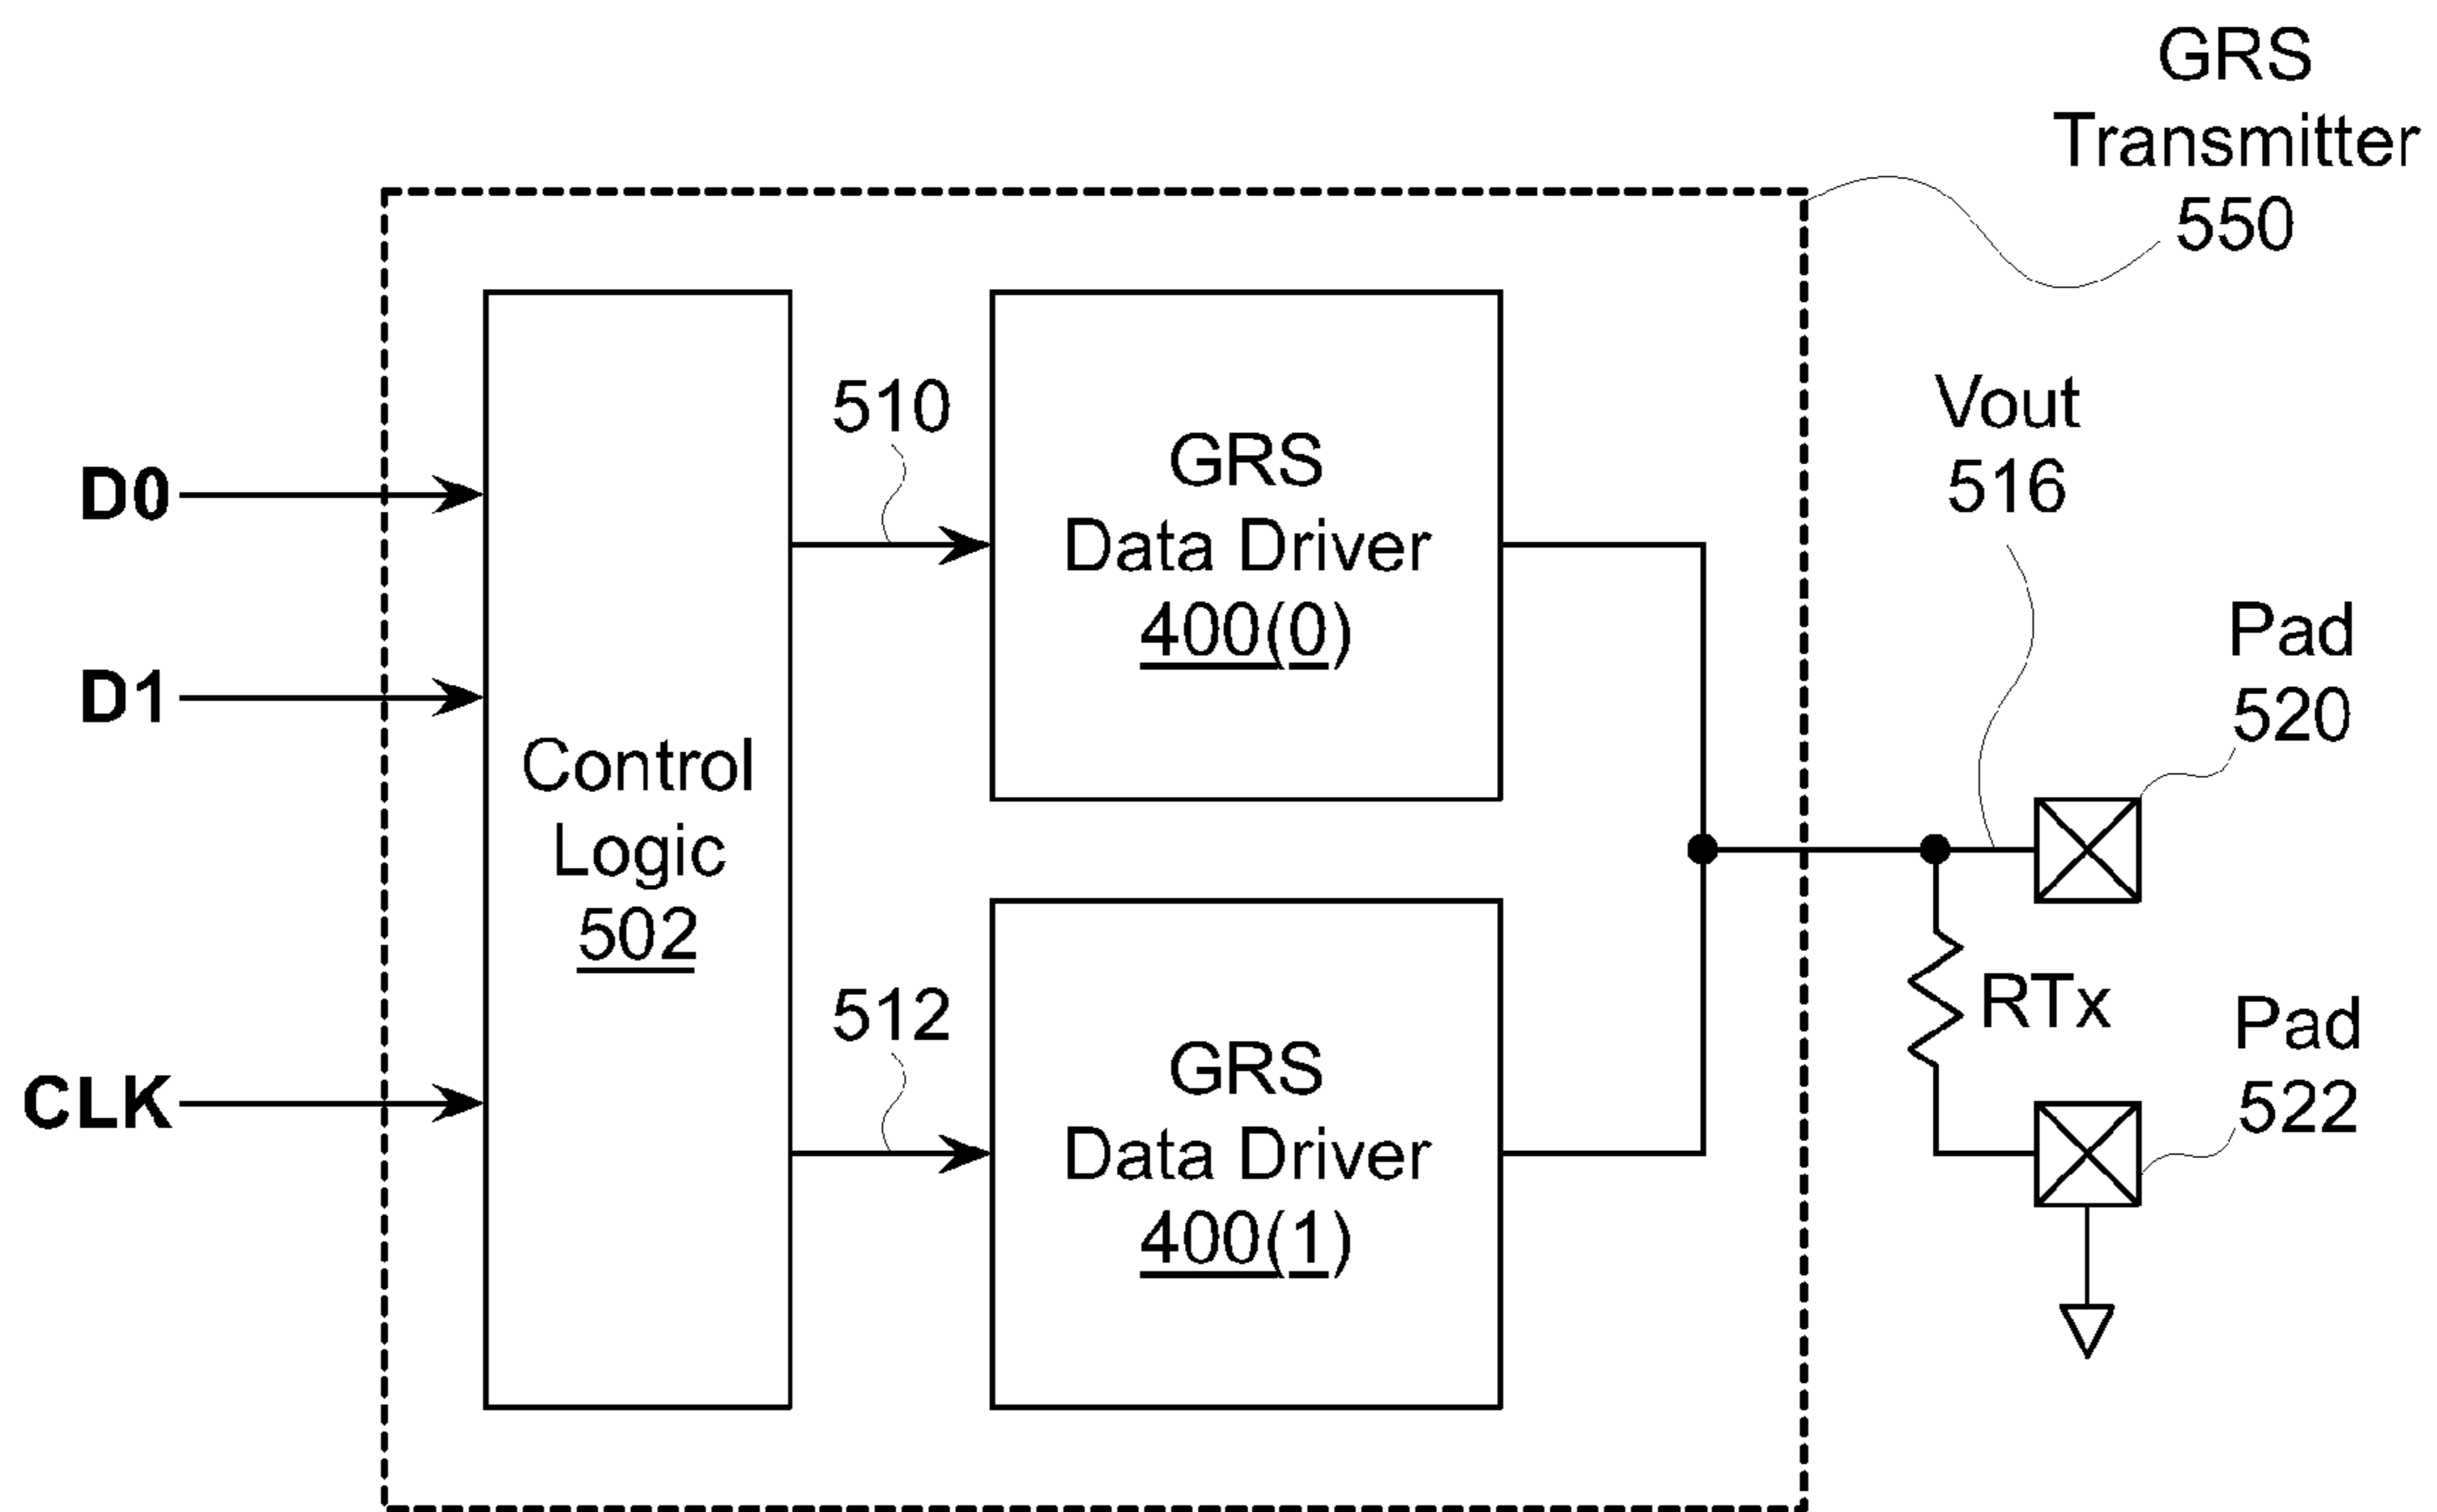 GRS
Transmitter
550
D0
D1
CLK
Control
Logic
502
510
512
GRS
Data Driver
400(0)
GRS
Data Driver
400(1)
Vout
516
Pad
520
RTx
Pad
522